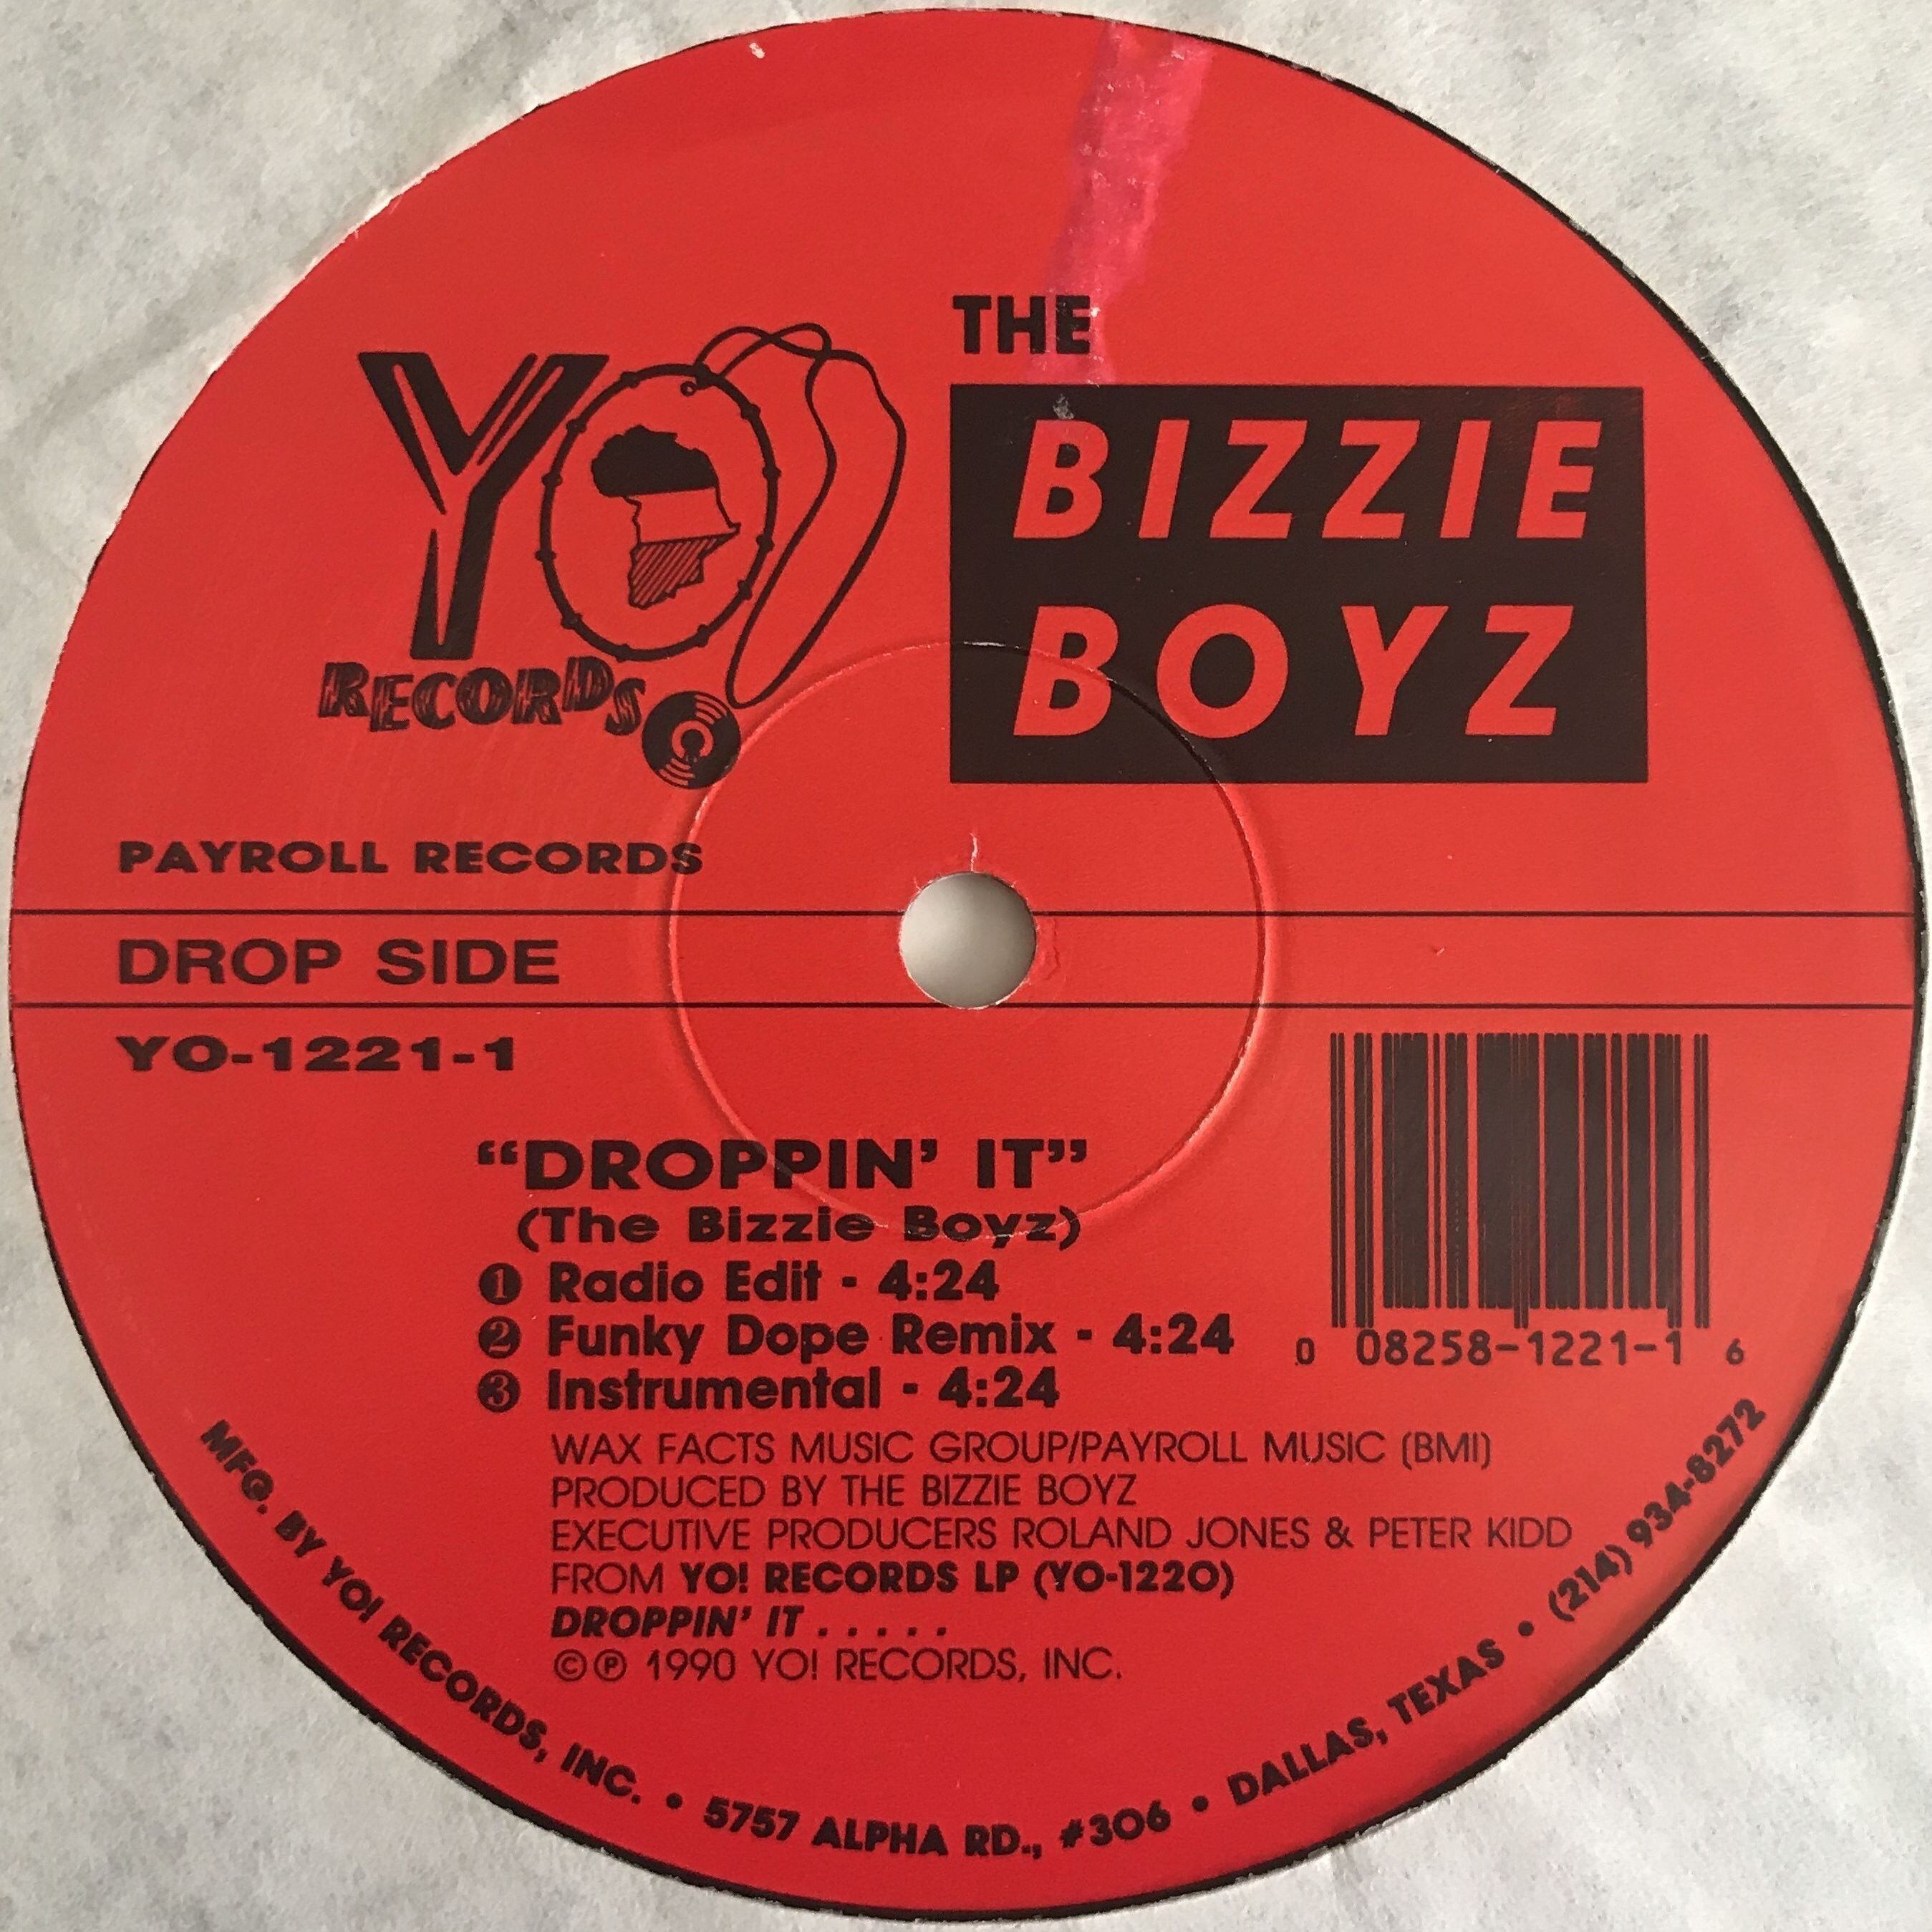 THE
BIZZIE
BOYZ
YO!
RECORDS
PAYROLL RECORDS
DROP SIDE
YO-1221-1
“DROPPIN’ IT”
(The Bizzie Boyz)
❶ Radio Edit - 4:24
❷ Funky Dope Remix - 4:24
❸ Instrumental - 4:24
0 08258-1221-1 6
WAX FACTS MUSIC GROUP/PAYROLL MUSIC (BMI)
PRODUCED BY THE BIZZIE BOYZ
EXECUTIVE PRODUCERS ROLAND JONES & PETER KIDD
FROM YO! RECORDS LP (YO-1220)
DROPPIN’ IT . . . . .
©℗ 1990 YO! RECORDS, INC.
MFG. BY YO! RECORDS, INC. • 5757 ALPHA RD., #306 • DALLAS, TEXAS • (214) 934-8272